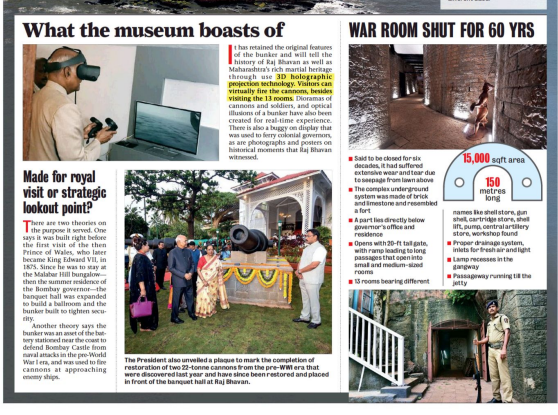 What the museum boasts of
It has retained the original features
of the bunker and will tell the
history of Raj Bhavan as well as
Maharashtra's rich martial heritage
through use 3D holographic
projection technology. Visitors can
virtually fire the cannons, besides
visiting the 13 rooms. Dioramas of
cannons and soldiers, and optical
illusions of a bunker have also been
created for real-time experience.
There is also a buggy on display that
was used to ferry colonial governors,
as are photographs and posters on
historical moments that Raj Bhavan
witnessed.
Made for royal
visit or strategic
lookout point?
There are two theories on
the purpose it served. One
says it was built right before
the first visit of the then
Prince of Wales, who later
became Edward VII, in
1875. Since he was to stay at
the Malabar Hill bungalow—
then the summer residence
of the Bombay governor—the
banquet hall was expanded
to build a ballroom and the
bunker built to tighten secu-
rity.
Another theory says the
bunker was an asset of the bat-
tery stationed near the coast to
defend Bombay Castle from
naval attacks in the pre-World
War I era, and was used to fire
cannons at approaching
enemy ships.
The President also unveiled a plaque to mark the completion of
restoration of two 22-tonne cannons from the pre-WWI era that
were discovered last year and have since been restored and placed
in front of the banquet hall at Raj Bhavan.
WAR ROOM SHUT FOR 60 YRS
Said to be closed for six
decades, it had suffered
extensive wear and tear due
to seepage from lawn above
The complex underground
system was made of brick
and limestone and resembled
a fort
A part lies directly below
governor's office and
residence
Opens with 20-ft tall gate,
with ramp leading to long
passages that open into
small and medium-sized
rooms
13 rooms bearing different
15,000 sqft area
150
metres
long
names like shell store, gun
shell, cartridge store, shell
lift, pump, central artillery
store, workshop found
Proper drainage system,
inlets for fresh air and light
Lamp recesses in the
gangway
Passageway running till the
jetty